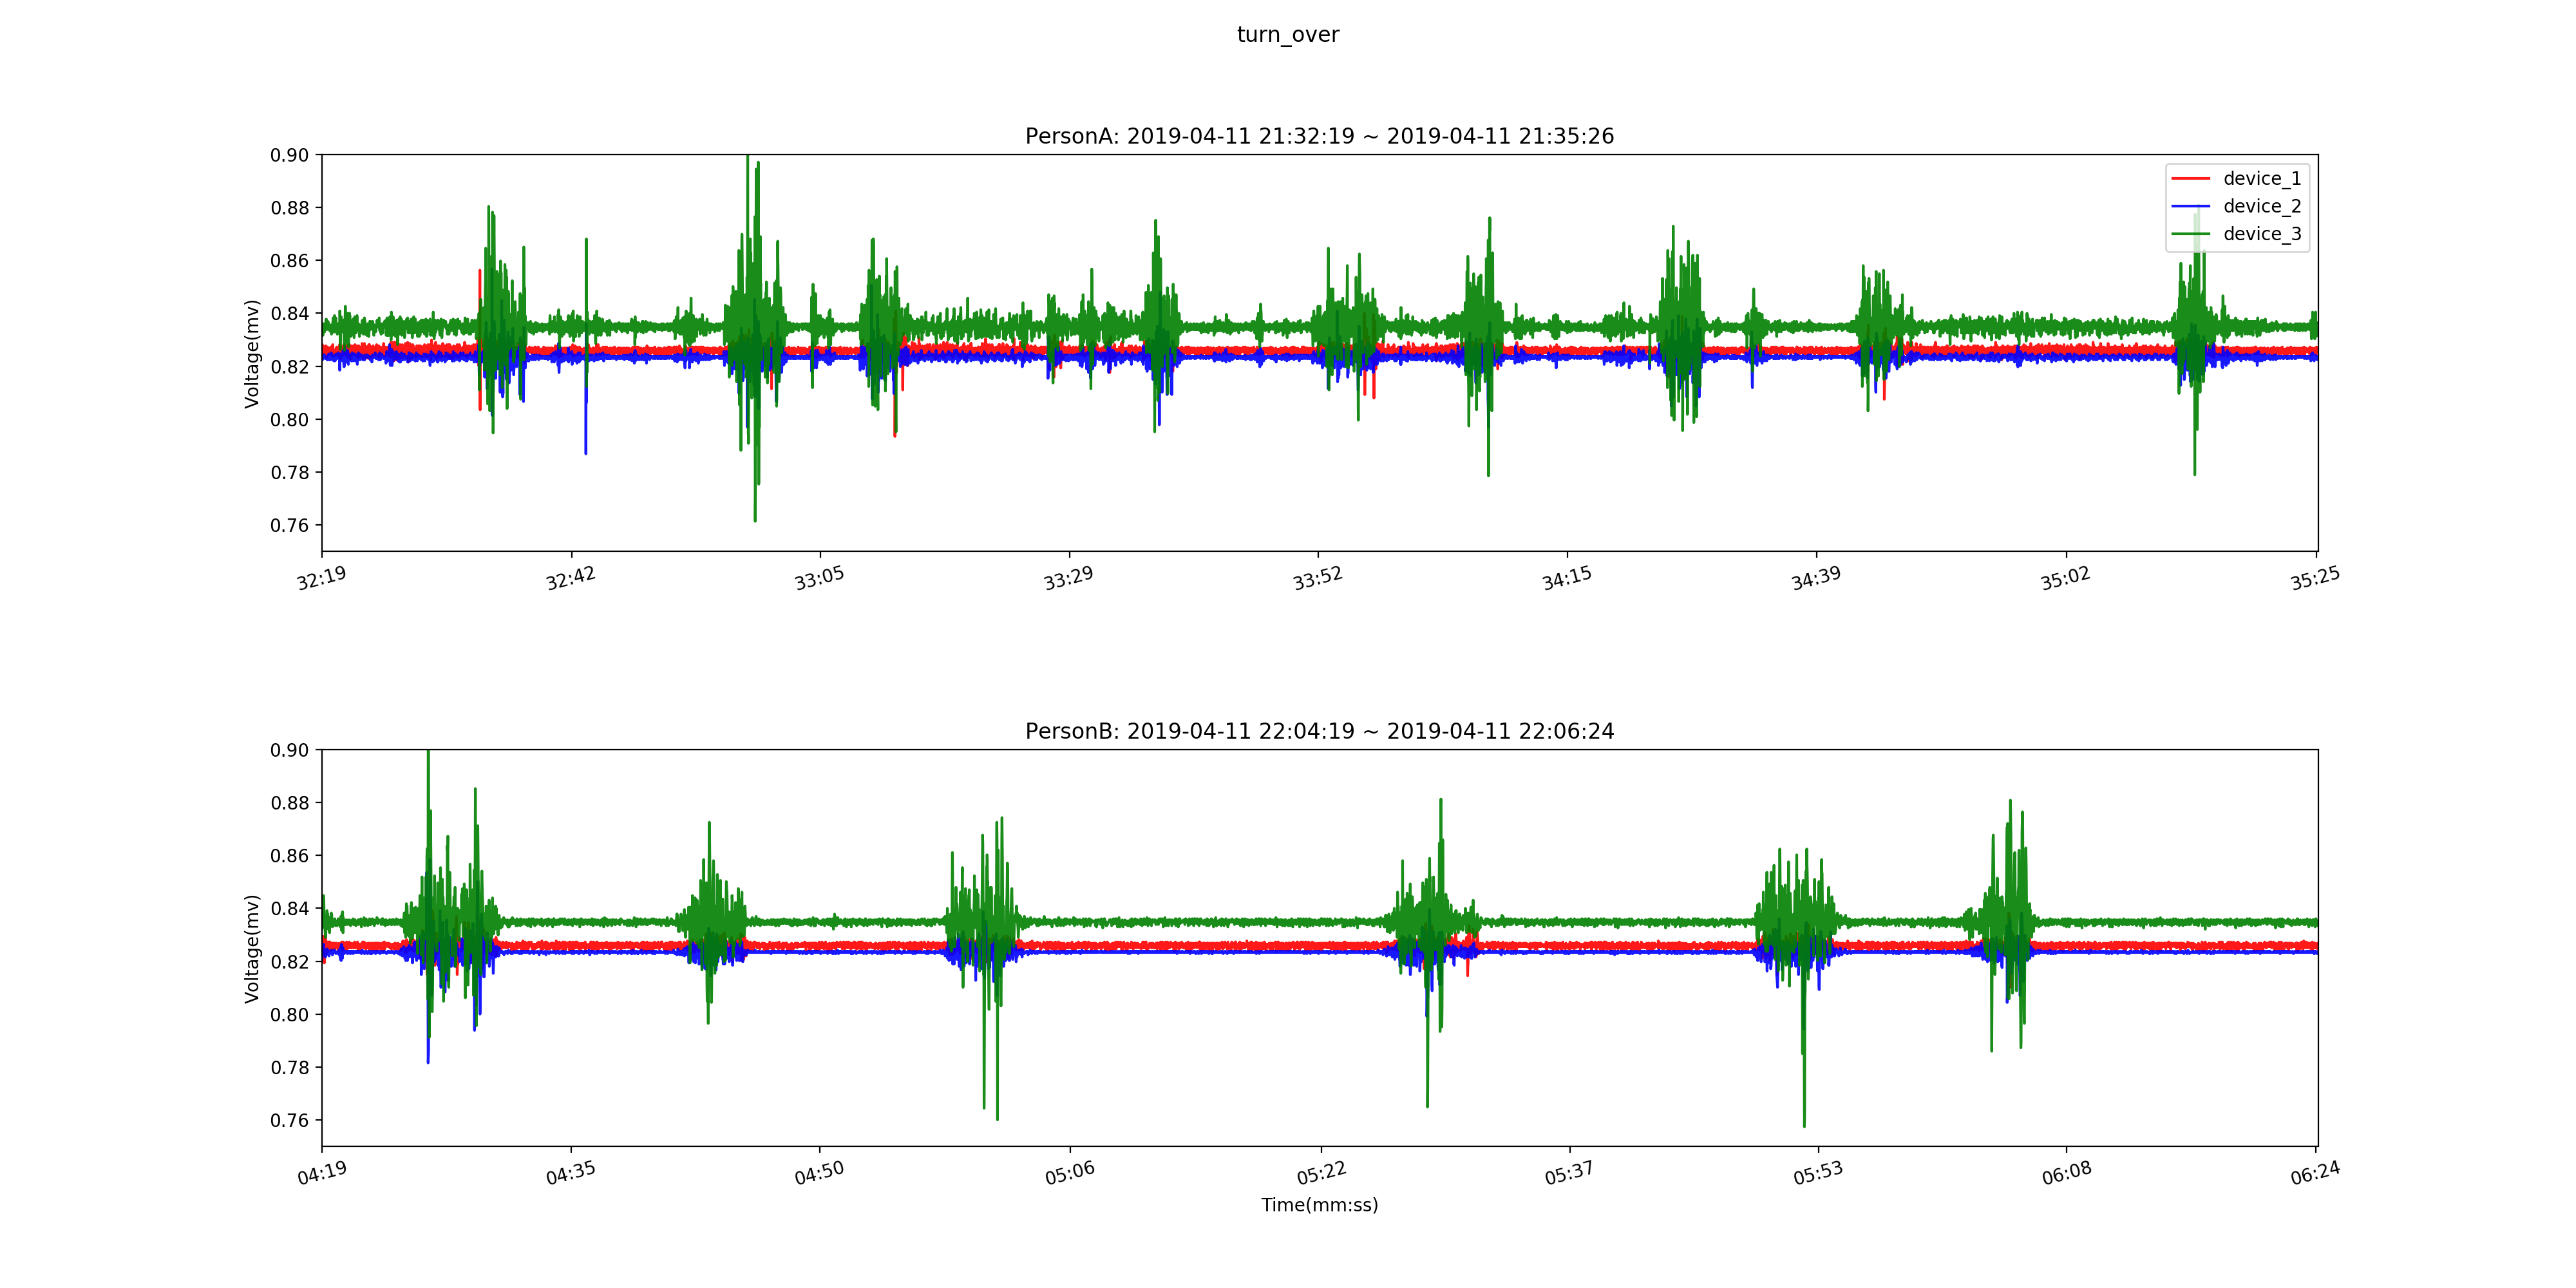 turn_over
PersonA: 2019-04-11 21:32:19 ~ 2019-04-11 21:35:26
Voltage(mv)
0.90
0.88
0.86
0.84
0.82
0.80
0.78
0.76
device_1
device_2
device_3
32:19 32:42 33:05 33:29 33:52 34:15 34:39 35:02 35:25
PersonB: 2019-04-11 22:04:19 ~ 2019-04-11 22:06:24
Voltage(mv)
0.90
0.88
0.86
0.84
0.82
0.80
0.78
0.76
04:19 04:35 04:50 05:06 05:22 05:37 05:53 06:08 06:24
Time(mm:ss)